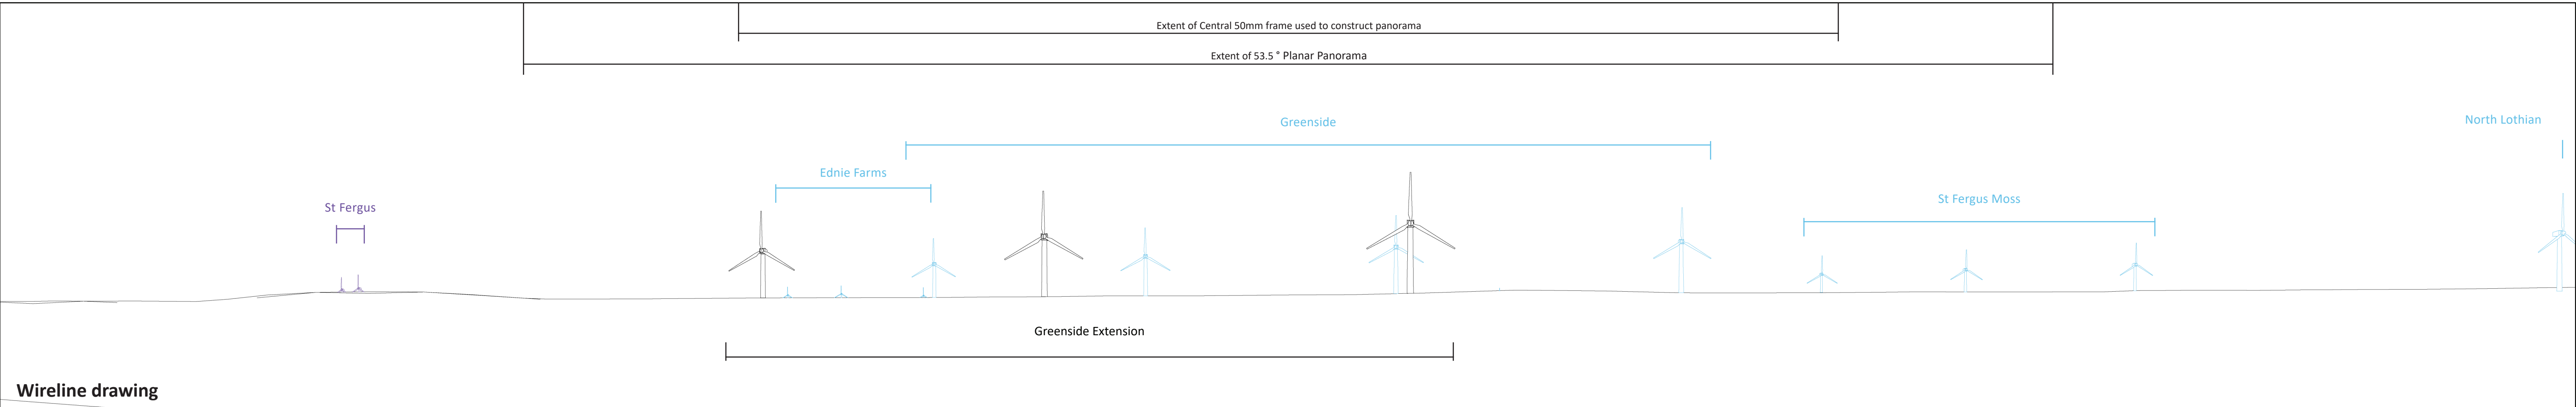 Extent of Central 50mm frame used to construct panorama
Extent of 53.5 ° Planar Panorama
Greenside
North Lothian
Ednie Farms
St Fergus Moss
St Fergus
Greenside Extension
Wireline drawing